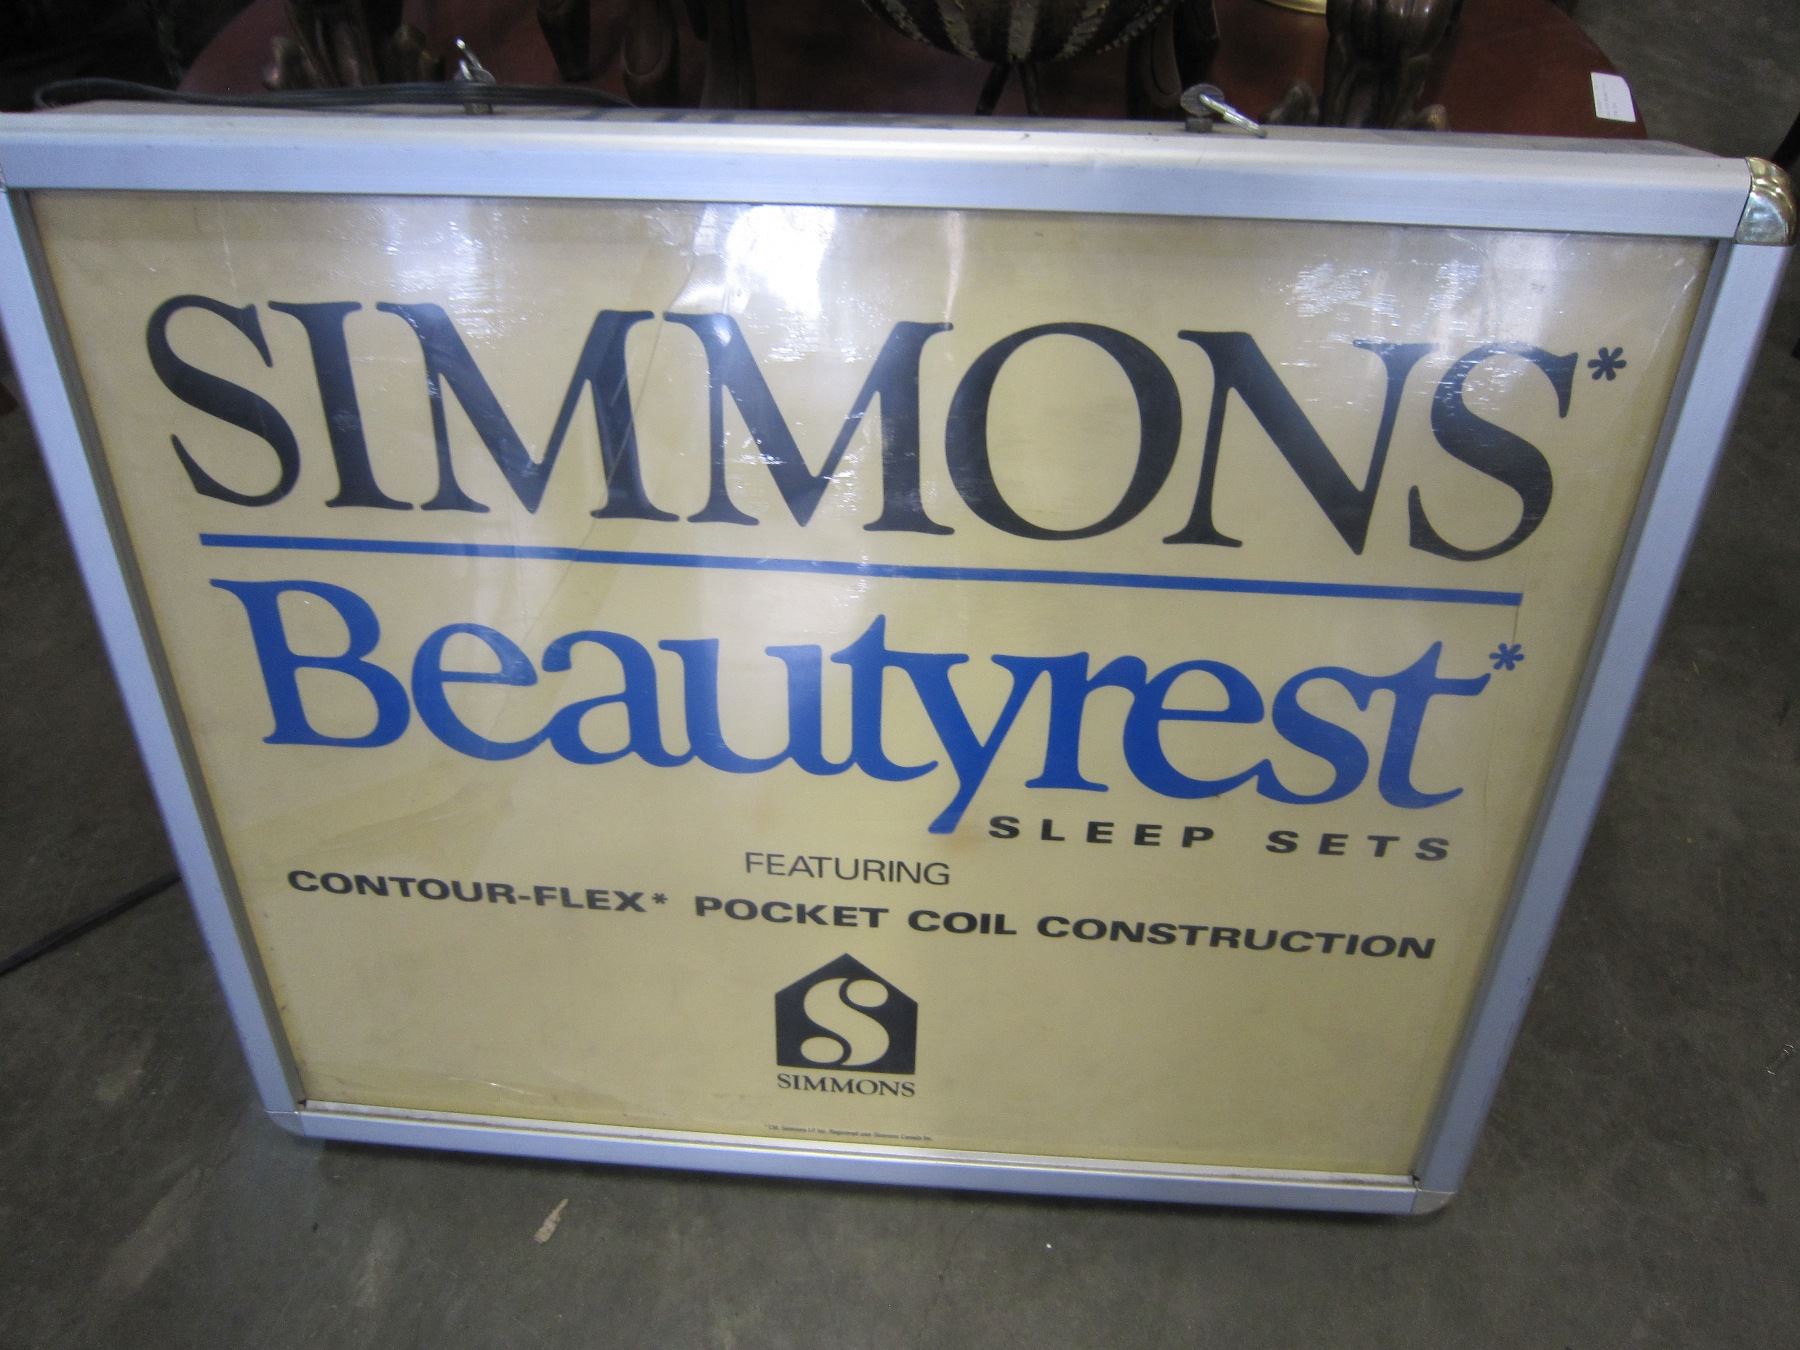 SIMMONS*
Beautyrest*
SLEEP SETS
FEATURING
CONTOUR-FLEX* POCKET COIL CONSTRUCTION
SIMMONS